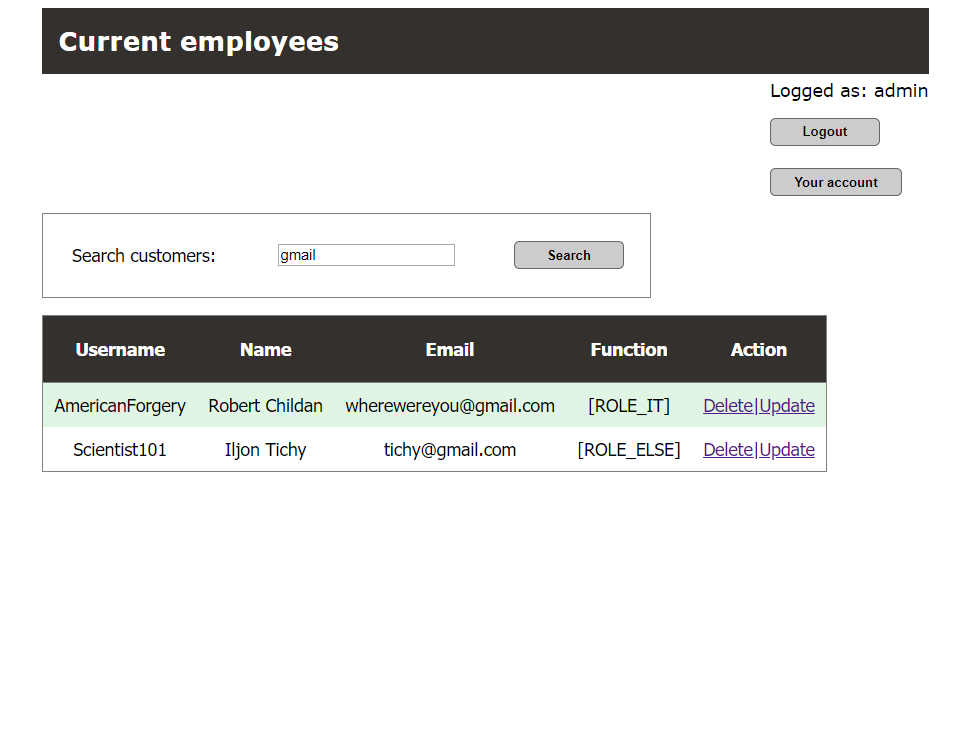 Current employees
Logged as: admin
Logout
Your account
Search customers: gmail Search
Username Name Email Function Action
AmericanForgery Robert Childan wherewereyou@gmail.com [ROLE_IT] Delete|Update
Scientist101 Iljon Tichy tichy@gmail.com [ROLE_ELSE] Delete|Update